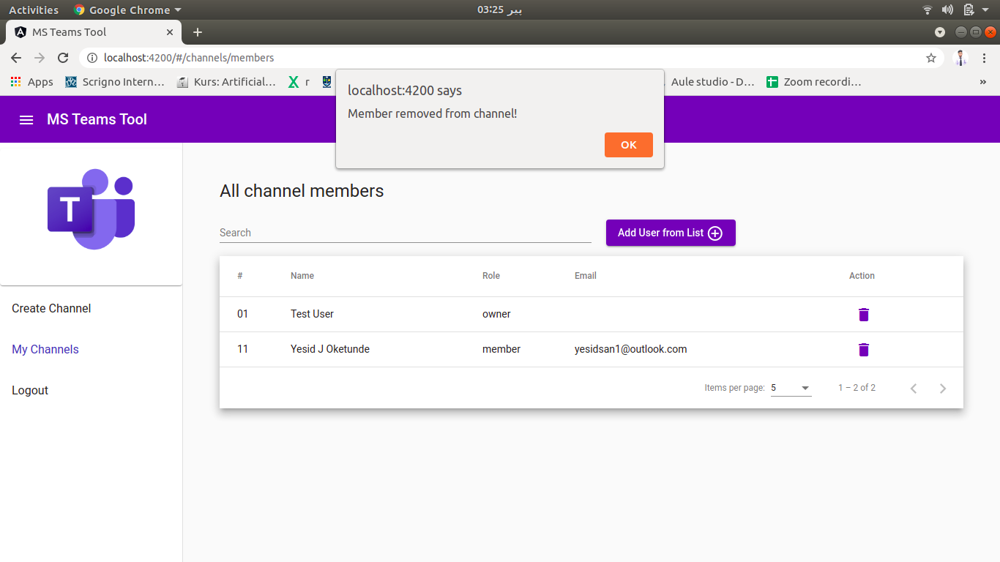 Activities Google Chrome 03:25 پیر
MS Teams Tool
localhost:4200/#/channels/members
Apps Scrigno Intern... Kurs: Artificial... r Aule studio - D... Zoom recordi... »
localhost:4200 says
Member removed from channel!
OK
MS Teams Tool
T
Create Channel
My Channels
Logout
All channel members
Search Add User from List
# Name Role Email Action
01 Test User owner
11 Yesid J Oketunde member yesidsan1@outlook.com
Items per page: 5 1 – 2 of 2